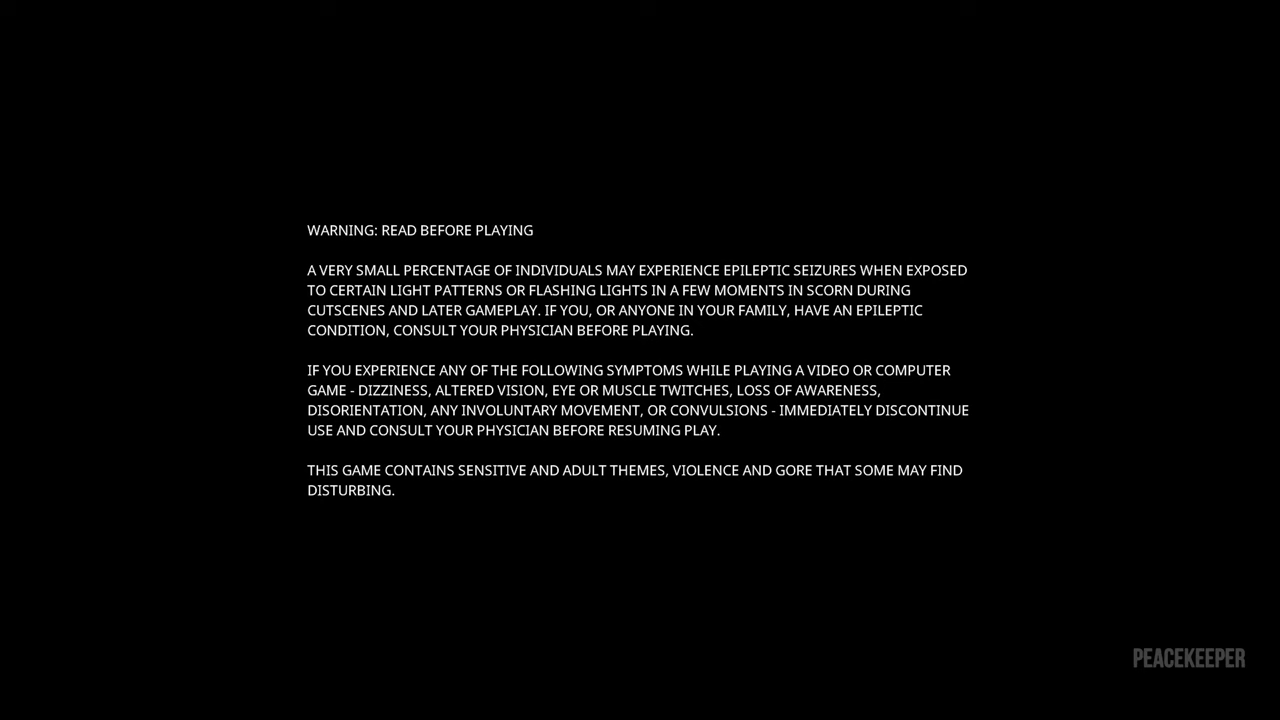 WARNING: READ BEFORE PLAYING
A VERY SMALL PERCENTAGE OF INDIVIDUALS MAY EXPERIENCE EPILEPTIC SEIZURES WHEN EXPOSED
TO CERTAIN LIGHT PATTERNS OR FLASHING LIGHTS IN A FEW MOMENTS IN SCORN DURING
CUTSCENES AND LATER GAMEPLAY. IF YOU, OR ANYONE IN YOUR FAMILY, HAVE AN EPILEPTIC
CONDITION, CONSULT YOUR PHYSICIAN BEFORE PLAYING.
IF YOU EXPERIENCE ANY OF THE FOLLOWING SYMPTOMS WHILE PLAYING A VIDEO OR COMPUTER
GAME - DIZZINESS, ALTERED VISION, EYE OR MUSCLE TWITCHES, LOSS OF AWARENESS,
DISORIENTATION, ANY INVOLUNTARY MOVEMENT, OR CONVULSIONS - IMMEDIATELY DISCONTINUE
USE AND CONSULT YOUR PHYSICIAN BEFORE RESUMING PLAY.
THIS GAME CONTAINS SENSITIVE AND ADULT THEMES, VIOLENCE AND GORE THAT SOME MAY FIND
DISTURBING.
PEACEKEEPER